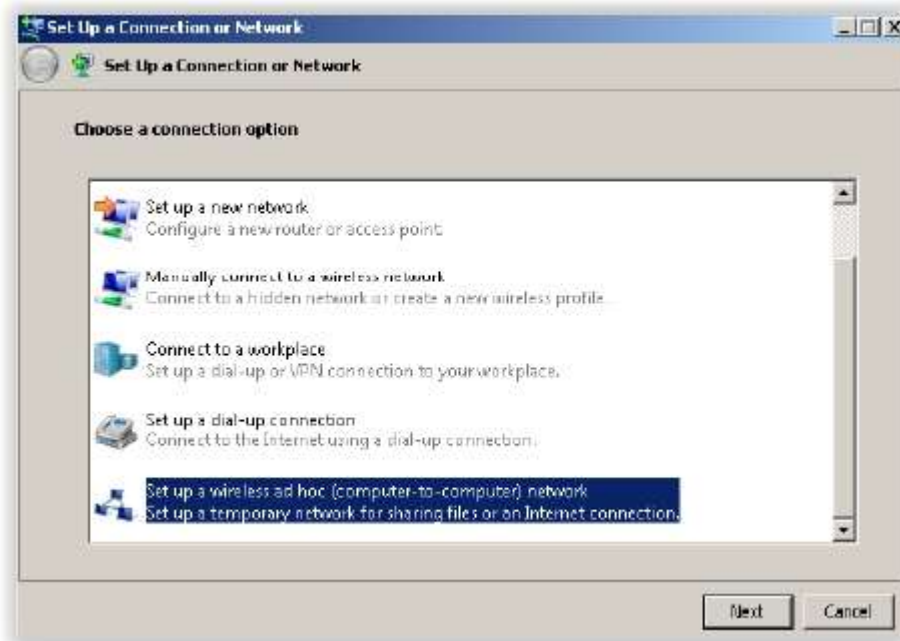 Set Up a Connection or Network
Set Up a Connection or Network
Choose a connection option
Set up a new network
Configure a new router or access point.
Manually connect to a wireless network
Connect to a hidden network or create a new wireless profile.
Connect to a workplace
Set up a dial-up or VPN connection to your workplace.
Set up a dial-up connection
Connect to the Internet using a dial-up connection.
Set up a wireless ad hoc (computer-to-computer) network
Set up a temporary network for sharing files or an Internet connection.
Next Cancel